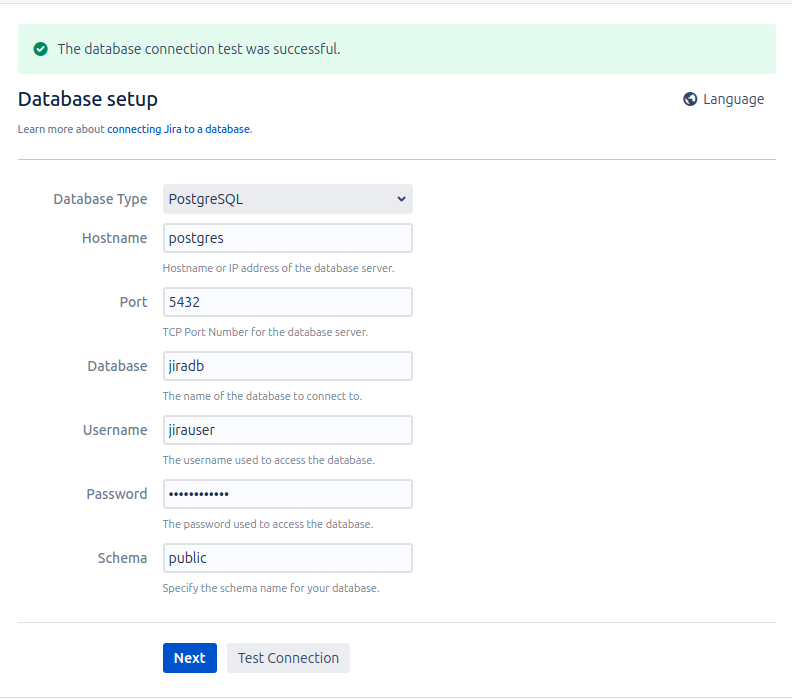 The database connection test was successful.
Database setup
Language
Learn more about connecting Jira to a database.
Database Type PostgreSQL
Hostname postgres
Hostname or IP address of the database server.
Port 5432
TCP Port Number for the database server.
Database jiradb
The name of the database to connect to.
Username jirauser
The username used to access the database.
Password ••••••••••••
The password used to access the database.
Schema public
Specify the schema name for your database.
Next Test Connection